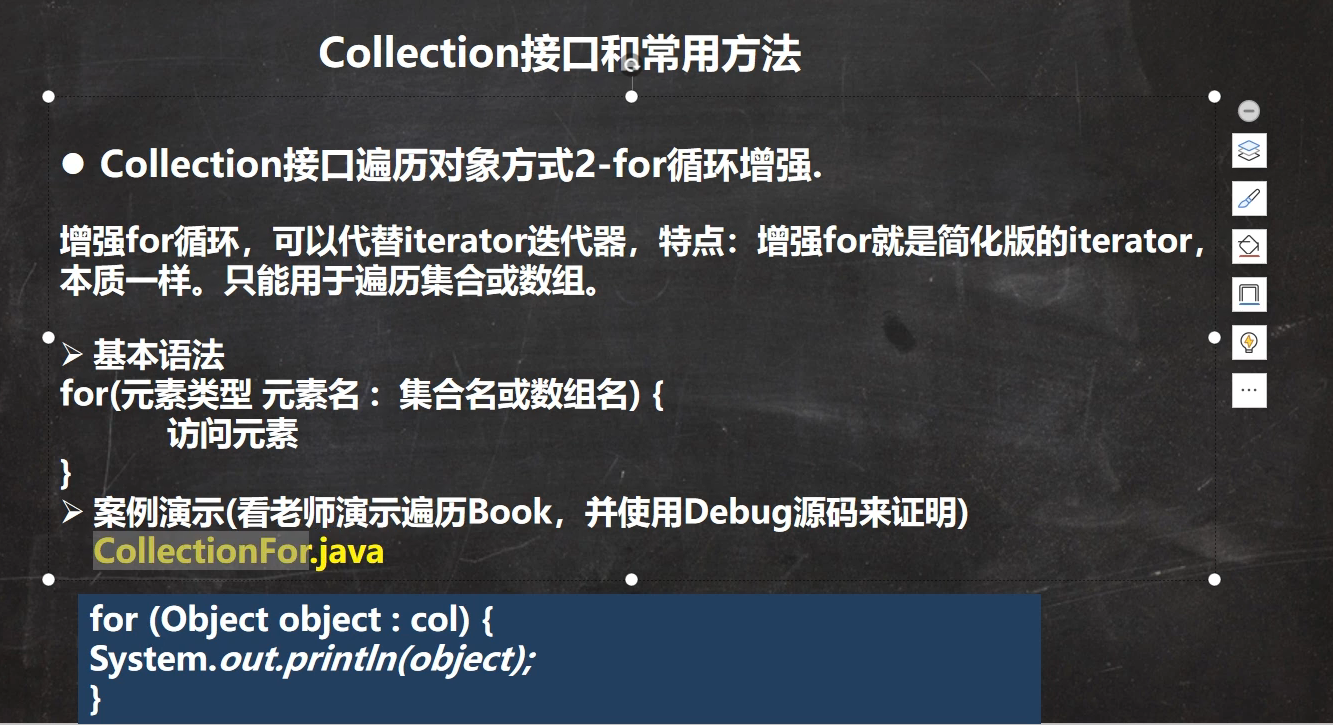 Collection接口和常用方法
● Collection接口遍历对象方式2-for循环增强.
增强for循环，可以代替iterator迭代器，特点：增强for就是简化版的iterator，
本质一样。只能用于遍历集合或数组。
➢ 基本语法
for(元素类型 元素名 ：集合名或数组名) {
访问元素
}
➢ 案例演示(看老师演示遍历Book，并使用Debug源码来证明)
CollectionFor.java
for (Object object : col) {
System.out.println(object);
}